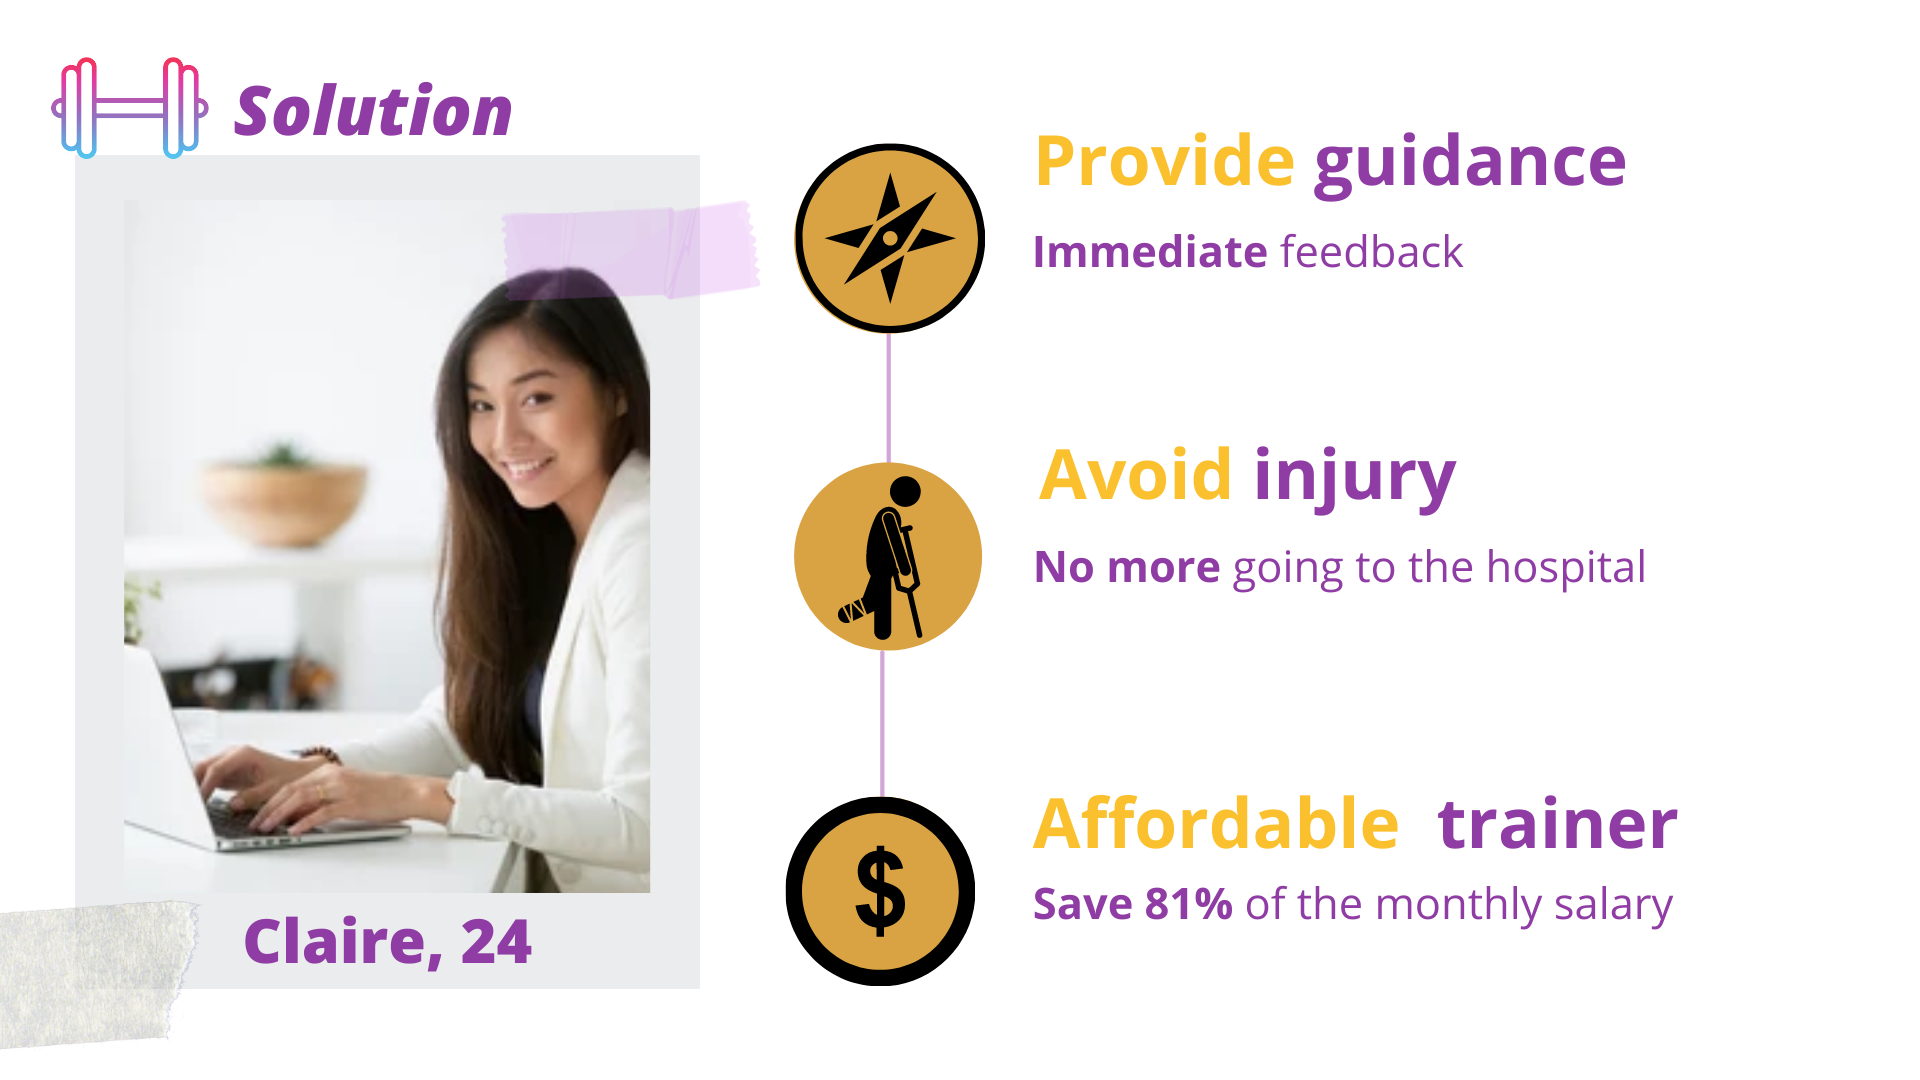 Solution
Provide guidance
Immediate feedback
Avoid injury
No more going to the hospital
Affordable trainer
$
Save 81% of the monthly salary
Claire, 24